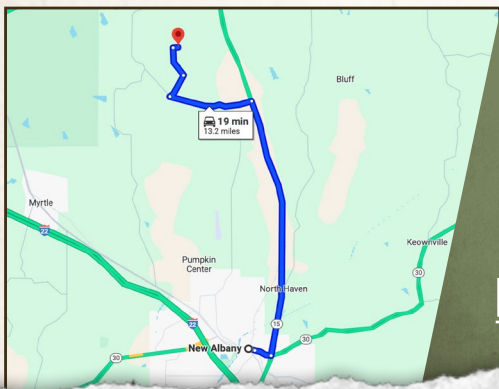 Bluff
19 min
13.2 miles
Myrtle
22
Keownville
Pumpkin
Center
30
North Haven
15
22
New Albany
30
30